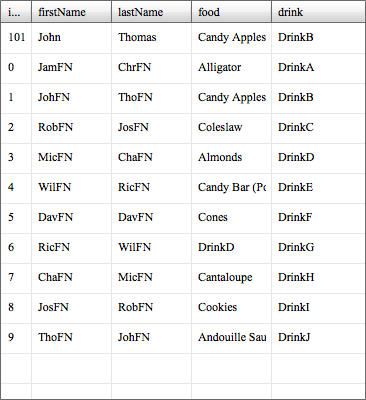 i... firstName lastName food drink
101 John Thomas Candy Apples DrinkB
0 JamFN ChrFN Alligator DrinkA
1 JohFN ThoFN Candy Apples DrinkB
2 RobFN JosFN Coleslaw DrinkC
3 MicFN ChaFN Almonds DrinkD
4 WilFN RicFN Candy Bar (Po DrinkE
5 DavFN DavFN Cones DrinkF
6 RicFN WilFN DrinkD DrinkG
7 ChaFN MicFN Cantaloupe DrinkH
8 JosFN RobFN Cookies DrinkI
9 ThoFN JohFN Andouille Sau DrinkJ